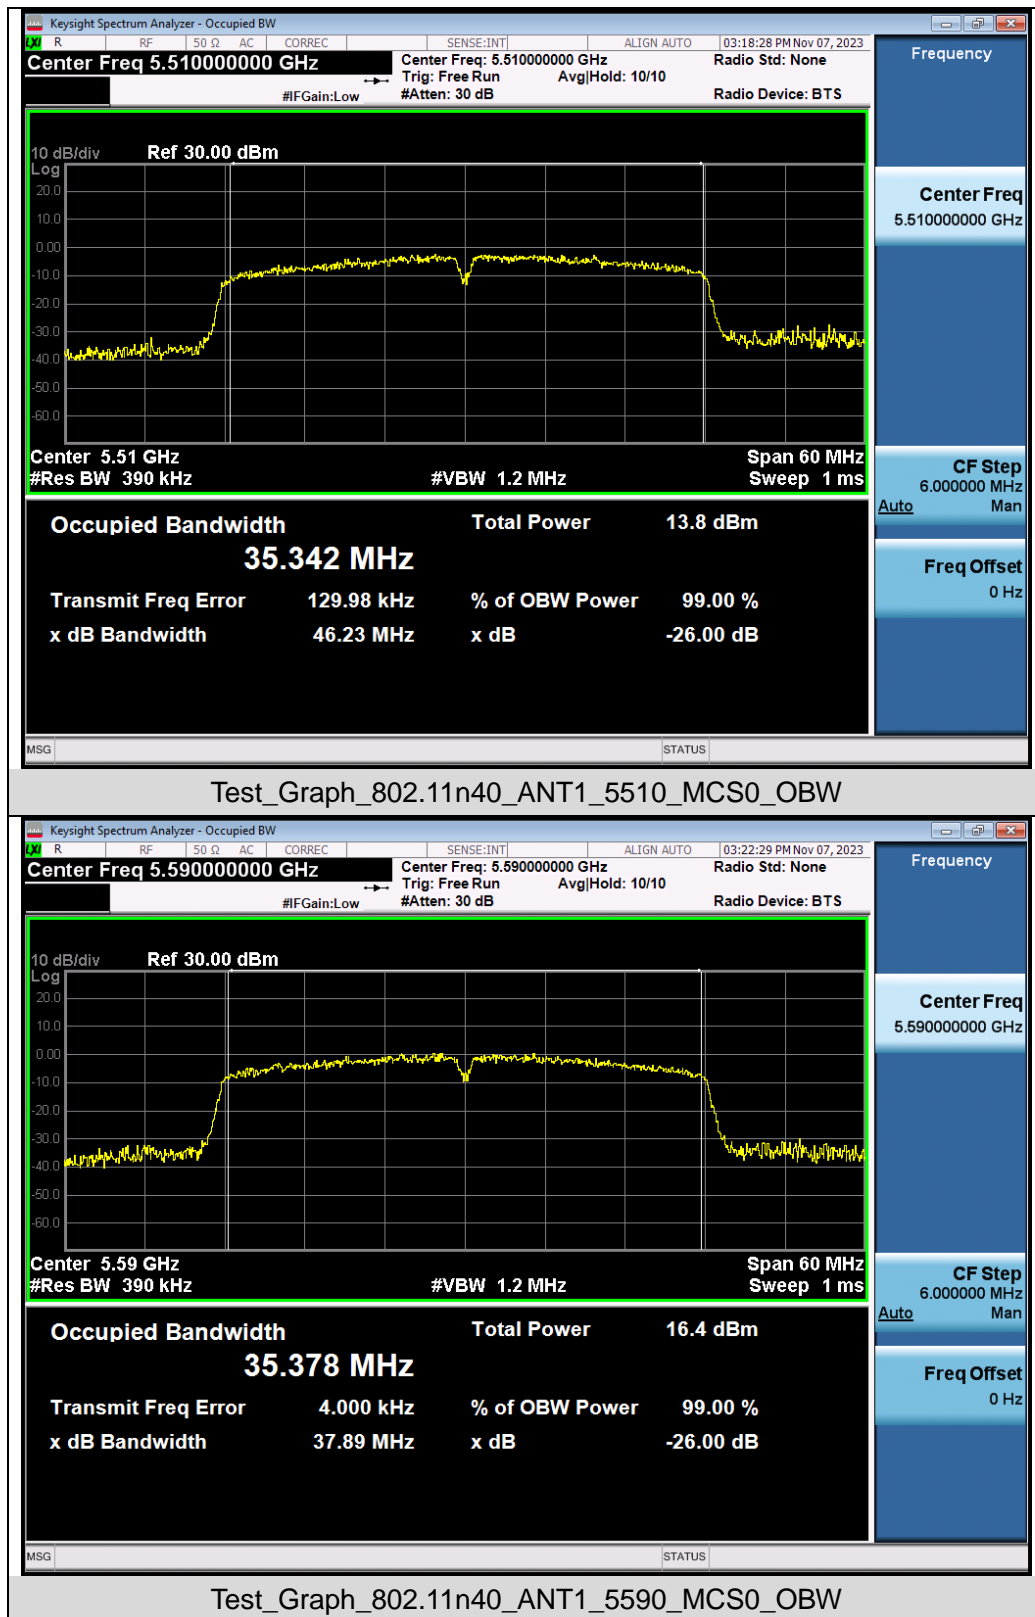 Keysight Spectrum Analyzer - Occupied BW
LXI R RF 50 Ω AC CORREC SENSE:INT ALIGN AUTO 03:18:28 PM Nov 07, 2023
Center Freq 5.510000000 GHz
Center Freq: 5.510000000 GHz Radio Std: None
Trig: Free Run Avg|Hold: 10/10
#IFGain:Low #Atten: 30 dB Radio Device: BTS
Frequency
10 dB/div Ref 30.00 dBm
Log
20.0
10.0
0.00
-10.0
-20.0
-30.0
-40.0
-50.0
-60.0
Center 5.51 GHz Span 60 MHz
#Res BW 390 kHz #VBW 1.2 MHz Sweep 1 ms
Center Freq
5.510000000 GHz
CF Step
6.000000 MHz
Auto Man
Freq Offset
0 Hz
Occupied Bandwidth Total Power 13.8 dBm
35.342 MHz
Transmit Freq Error 129.98 kHz % of OBW Power 99.00 %
x dB Bandwidth 46.23 MHz x dB -26.00 dB
MSG STATUS
Test_Graph_802.11n40_ANT1_5510_MCS0_OBW
Keysight Spectrum Analyzer - Occupied BW
LXI R RF 50 Ω AC CORREC SENSE:INT ALIGN AUTO 03:22:29 PM Nov 07, 2023
Center Freq 5.590000000 GHz
Center Freq: 5.590000000 GHz Radio Std: None
Trig: Free Run Avg|Hold: 10/10
#IFGain:Low #Atten: 30 dB Radio Device: BTS
Frequency
10 dB/div Ref 30.00 dBm
Log
20.0
10.0
0.00
-10.0
-20.0
-30.0
-40.0
-50.0
-60.0
Center 5.59 GHz Span 60 MHz
#Res BW 390 kHz #VBW 1.2 MHz Sweep 1 ms
Center Freq
5.590000000 GHz
CF Step
6.000000 MHz
Auto Man
Freq Offset
0 Hz
Occupied Bandwidth Total Power 16.4 dBm
35.378 MHz
Transmit Freq Error 4.000 kHz % of OBW Power 99.00 %
x dB Bandwidth 37.89 MHz x dB -26.00 dB
MSG STATUS
Test_Graph_802.11n40_ANT1_5590_MCS0_OBW